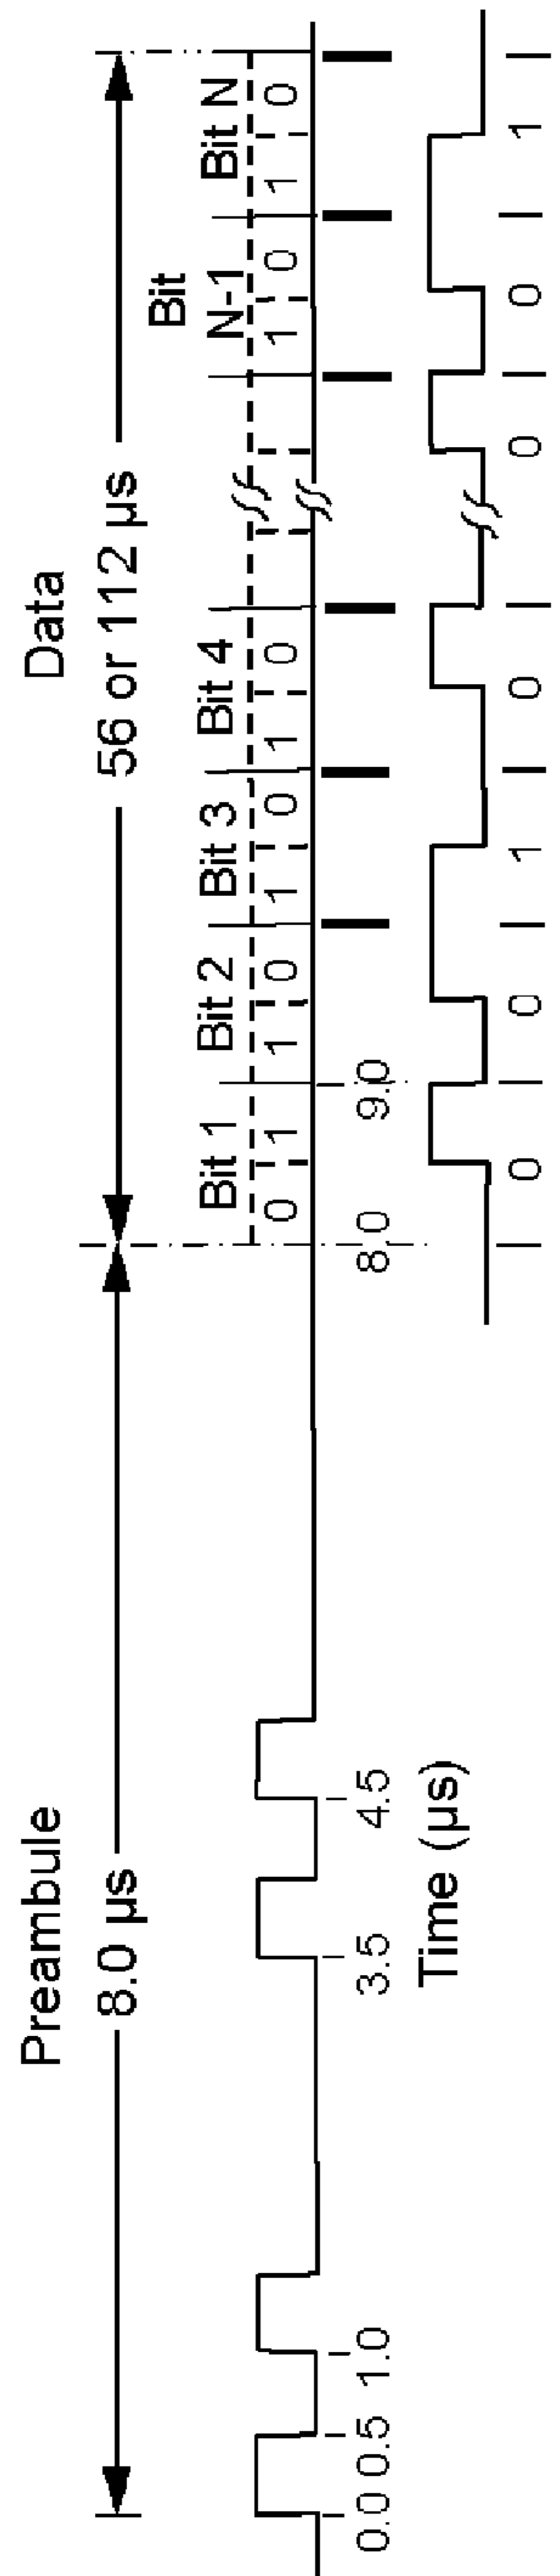 Preambule Data
8.0 µs 56 or 112 µs
Bit
Bit 1 Bit 2 Bit 3 Bit 4 N-1 Bit N
0 1 1 0 1 0 1 0 1 0 1 0
0.0 0.5 1.0 3.5 4.5 8.0 9.0
Time (µs)
0 0 1 0 0 0 1